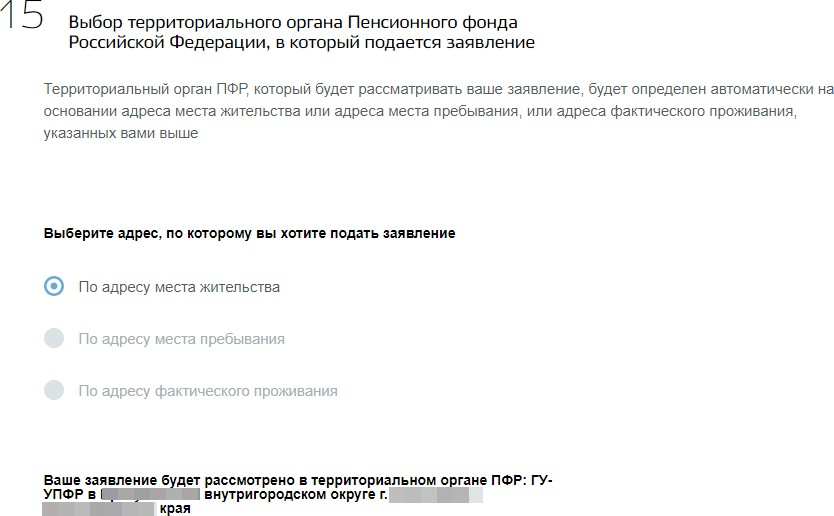 15
Выбор территориального органа Пенсионного фонда
Российской Федерации, в который подается заявление
Территориальный орган ПФР, который будет рассматривать ваше заявление, будет определен автоматически на
основании адреса места жительства или адреса места пребывания, или адреса фактического проживания,
указанных вами выше
Выберите адрес, по которому вы хотите подать заявление
По адресу места жительства
По адресу места пребывания
По адресу фактического проживания
Ваше заявление будет рассмотрено в территориальном органе ПФР: ГУ-
УПФР в внутригородском округе г.
края